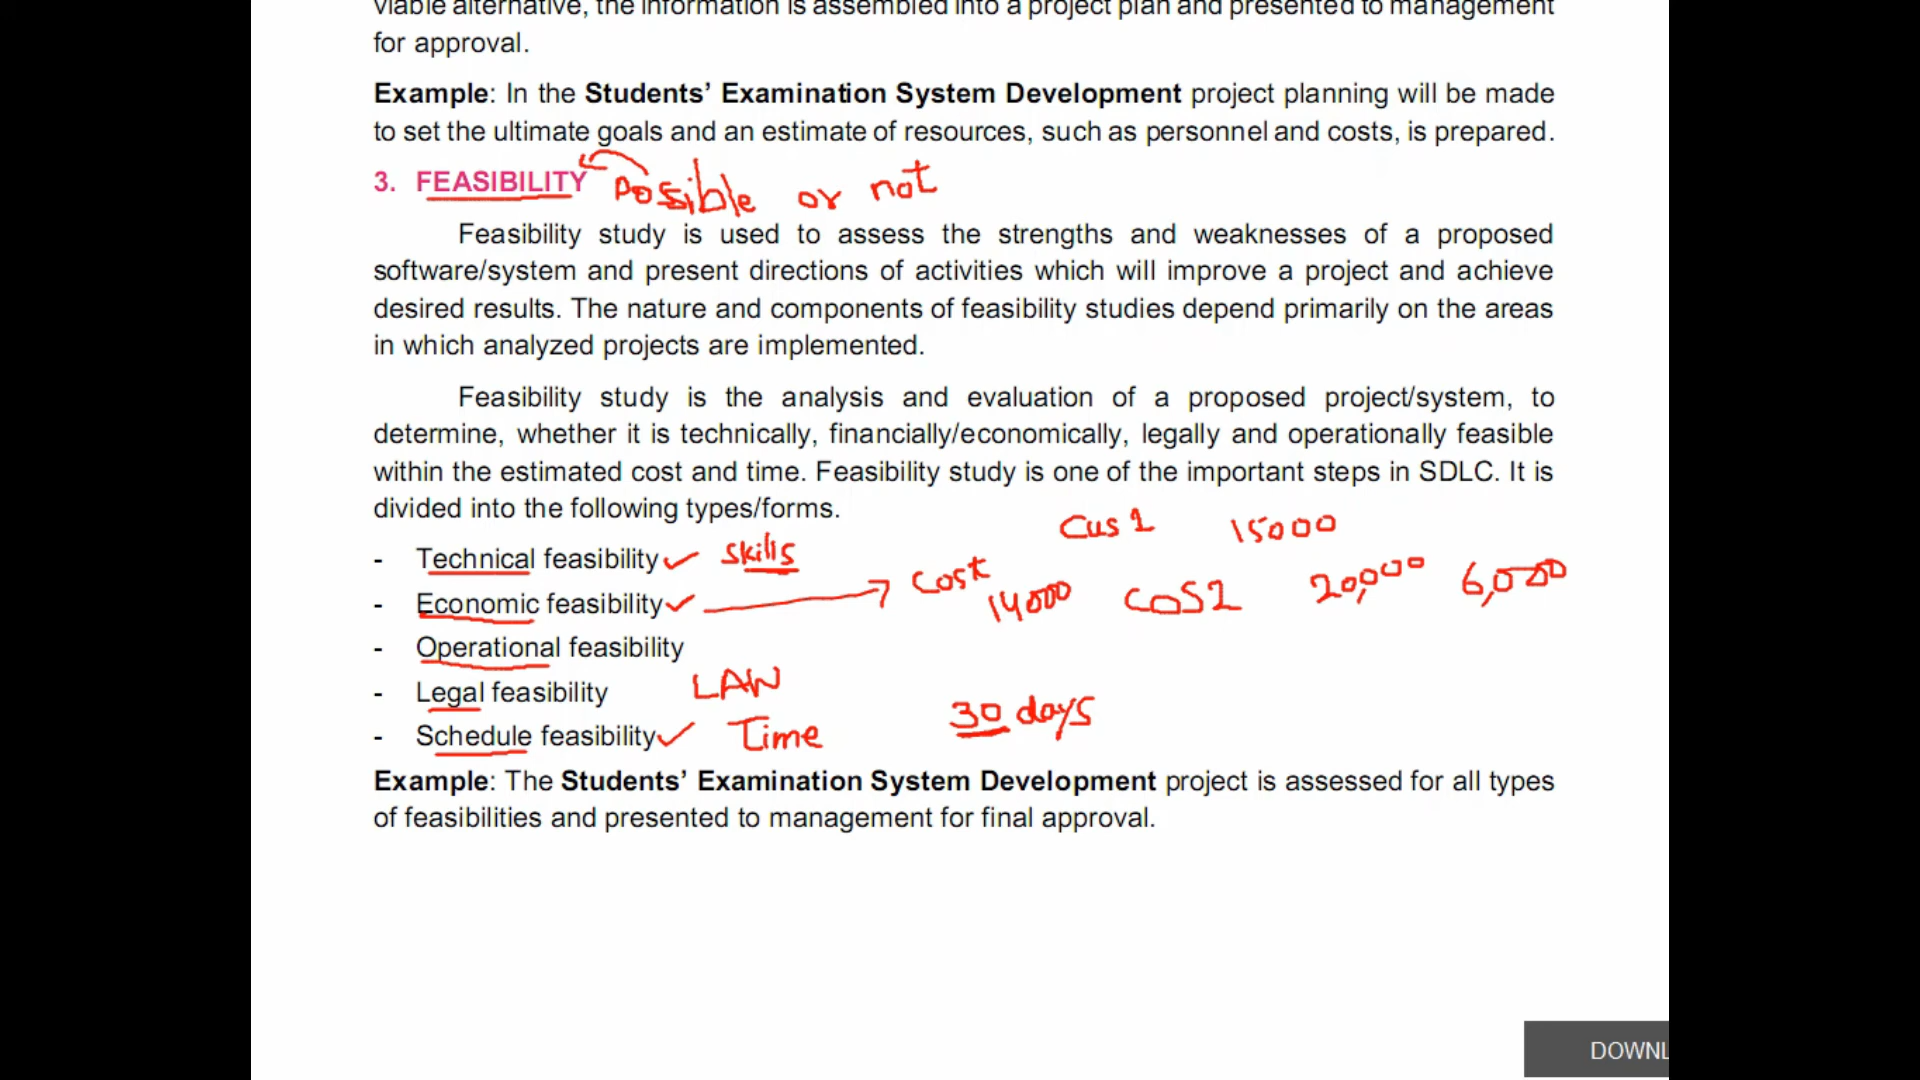 viable alternative, the information is assembled into a project plan and presented to management
for approval.
Example: In the Students’ Examination System Development project planning will be made
to set the ultimate goals and an estimate of resources, such as personnel and costs, is prepared.
3. FEASIBILITY Possible or not
Feasibility study is used to assess the strengths and weaknesses of a proposed
software/system and present directions of activities which will improve a project and achieve
desired results. The nature and components of feasibility studies depend primarily on the areas
in which analyzed projects are implemented.
Feasibility study is the analysis and evaluation of a proposed project/system, to
determine, whether it is technically, financially/economically, legally and operationally feasible
within the estimated cost and time. Feasibility study is one of the important steps in SDLC. It is
divided into the following types/forms.
Cus 1 15000
- Technical feasibility skills
- Economic feasibility cost 14000 cos2 20,000 6,000
- Operational feasibility
- Legal feasibility LAW
30 days
- Schedule feasibility Time
Example: The Students’ Examination System Development project is assessed for all types
of feasibilities and presented to management for final approval.
DOWNL